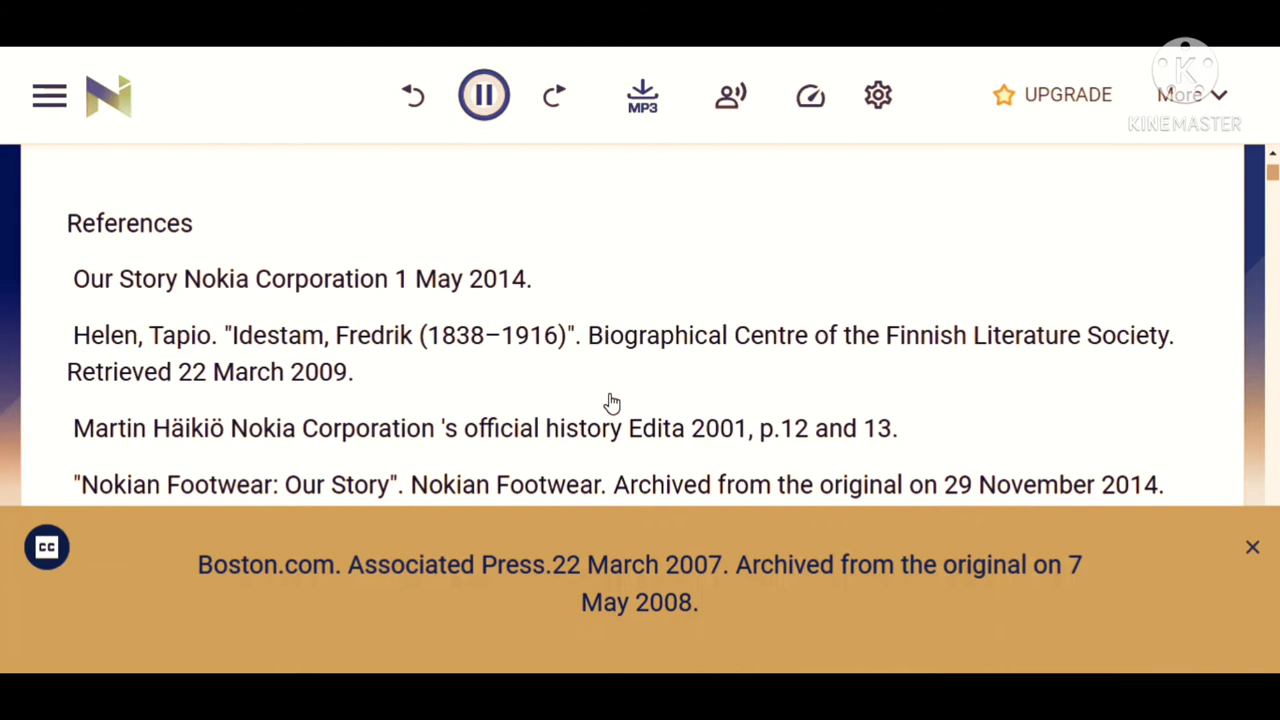 MP3
UPGRADE
More
KINEMASTER
References
Our Story Nokia Corporation 1 May 2014.
Helen, Tapio. "Idestam, Fredrik (1838–1916)". Biographical Centre of the Finnish Literature Society.
Retrieved 22 March 2009.
Martin Häikiö Nokia Corporation 's official history Edita 2001, p.12 and 13.
"Nokian Footwear: Our Story". Nokian Footwear. Archived from the original on 29 November 2014.
CC
Boston.com. Associated Press.22 March 2007. Archived from the original on 7
May 2008.